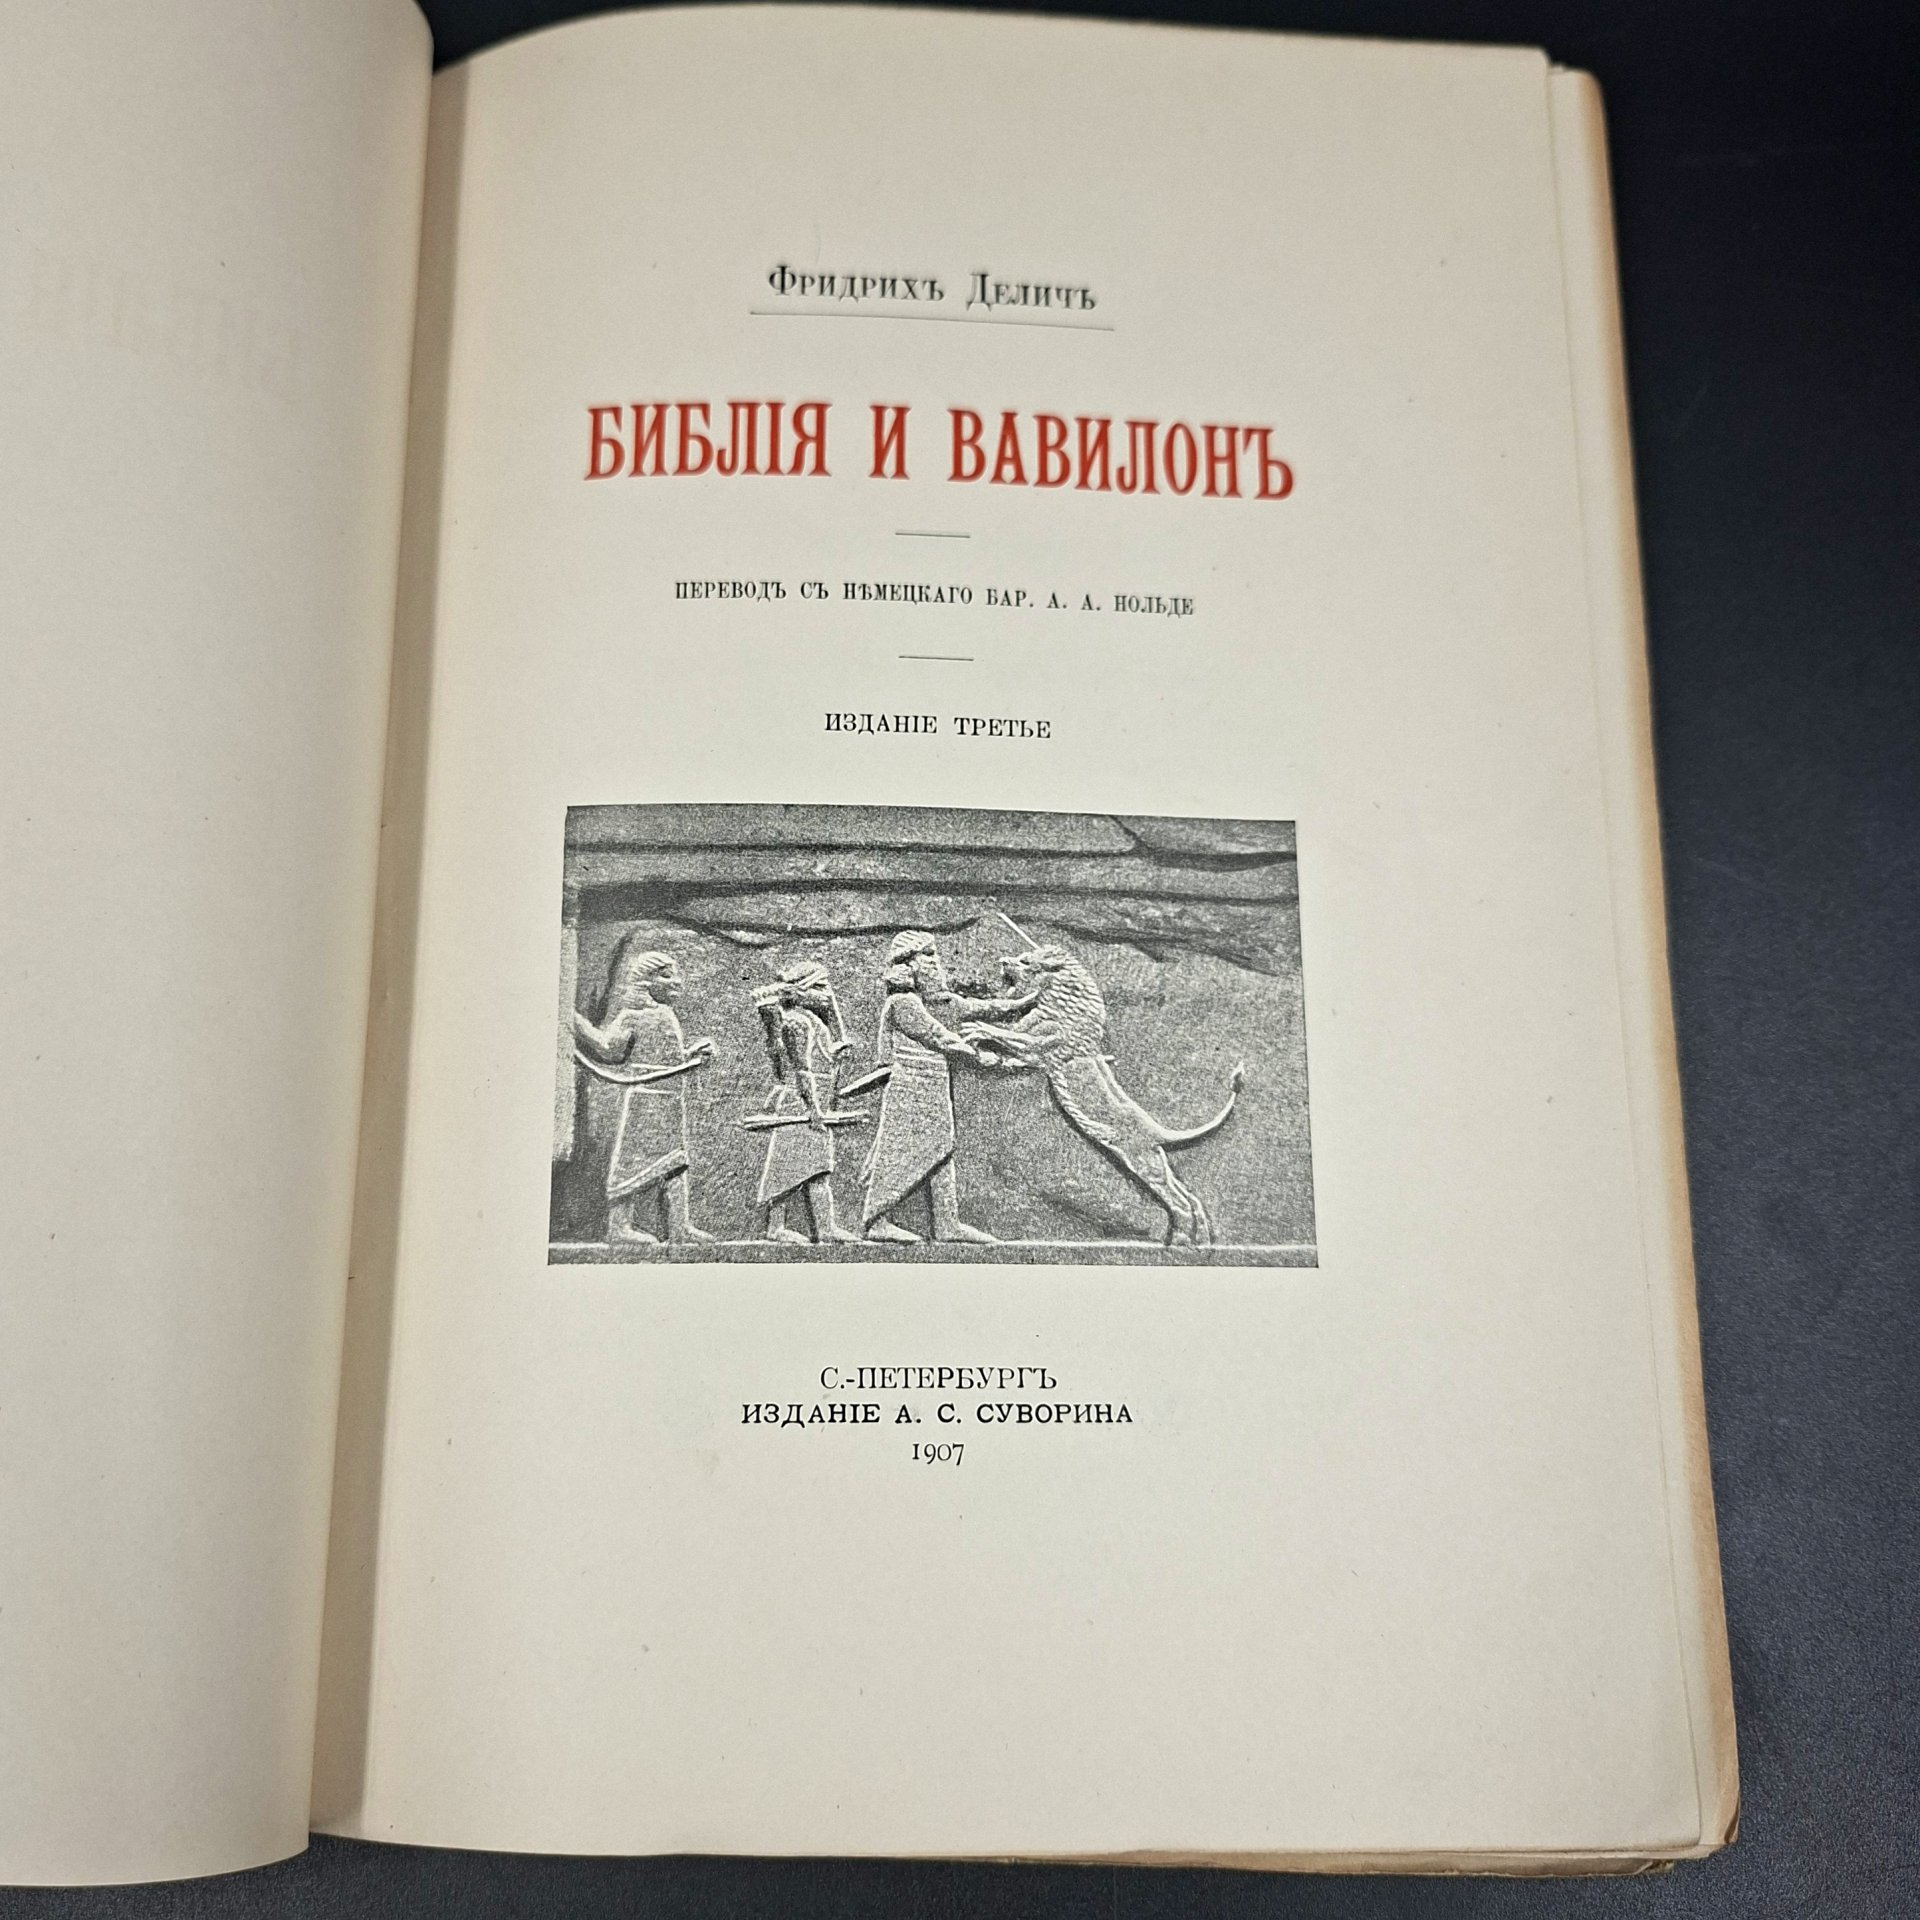 Фридрихъ Деличъ
БИБЛІЯ И ВАВИЛОНЪ
ПЕРЕВОДЪ СЪ НѢМЕЦКАГО БАР. А. А. НОЛЬДЕ
ИЗДАНІЕ ТРЕТЬЕ
С.-ПЕТЕРБУРГЪ
ИЗДАНІЕ А. С. СУВОРИНА
1907